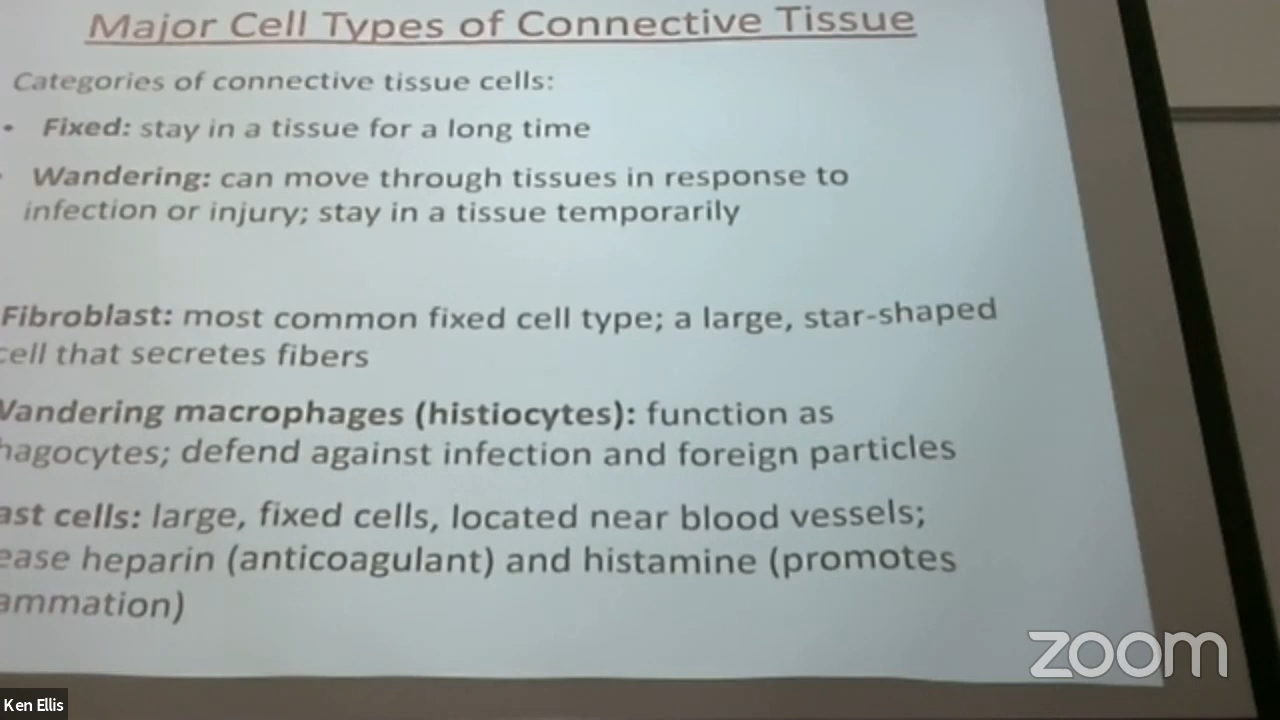 Major Cell Types of Connective Tissue
Categories of connective tissue cells:
• Fixed: stay in a tissue for a long time
Wandering: can move through tissues in response to
infection or injury; stay in a tissue temporarily
Fibroblast: most common fixed cell type; a large, star-shaped
cell that secretes fibers
Wandering macrophages (histiocytes): function as
hagocytes; defend against infection and foreign particles
ast cells: large, fixed cells, located near blood vessels;
ease heparin (anticoagulant) and histamine (promotes
ammation)
zoom
Ken Ellis